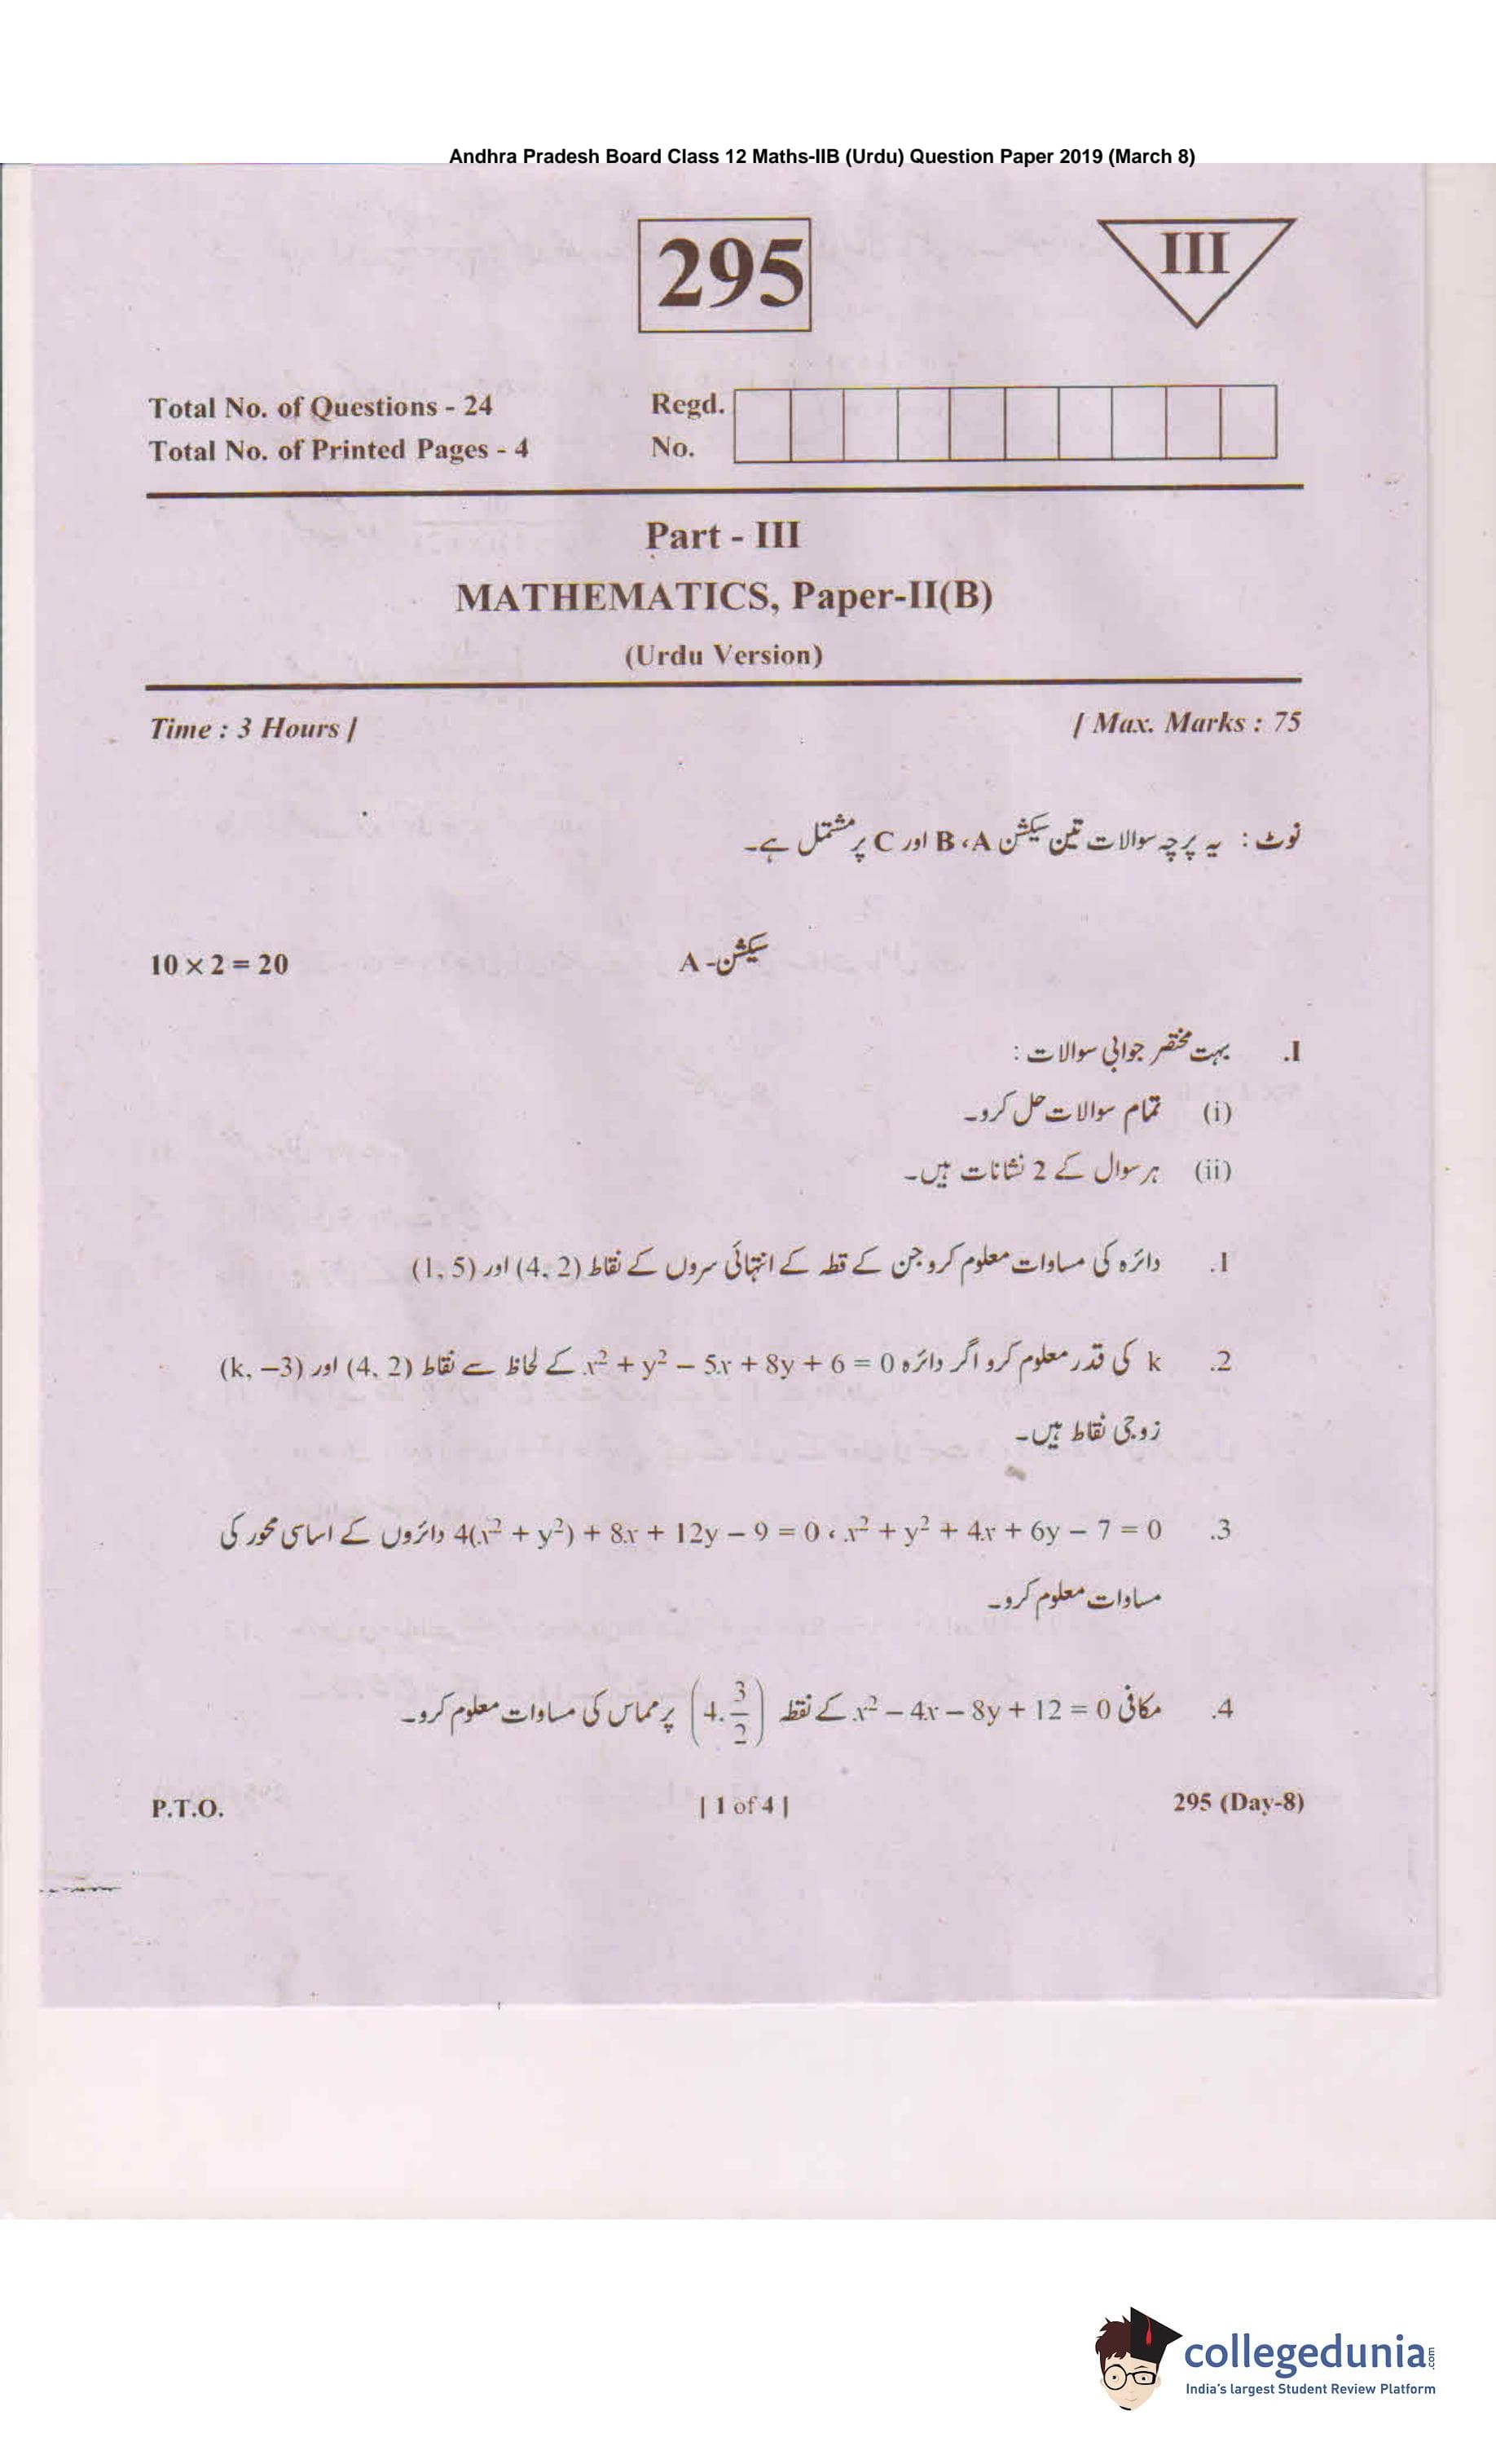 Andhra Pradesh Board Class 12 Maths-IIB (Urdu) Question Paper 2019 (March 8)
295
III
Total No. of Questions - 24
Total No. of Printed Pages - 4
Regd.
No.
Part - III
MATHEMATICS, Paper-II(B)
(Urdu Version)
Time : 3 Hours ]
[ Max. Marks : 75
نوٹ : یہ پرچہ سوالات تین سیکشن B ،A اور C پر مشتمل ہے۔
سیکشن- A
10 × 2 = 20
I. بہت مختصر جوابی سوالات :
(i) تمام سوالات حل کرو۔
(ii) ہر سوال کے 2 نشانات ہیں۔
1. دائرہ کی مساوات معلوم کرو جن کے قطہ کے انتہائی سروں کے نقاط (4, 2) اور (1, 5)
2. k کی قدر معلوم کرو اگر دائرہ x² + y² − 5x + 8y + 6 = 0 کے لحاظ سے نقاط (4, 2) اور (k, −3)
زوجی نقاط ہیں۔
3. x² + y² + 4x + 6y − 7 = 0 ، 4(x² + y²) + 8x + 12y − 9 = 0 دائروں کے اساسی محور کی
مساوات معلوم کرو۔
4. مکافی x² − 4x − 8y + 12 = 0 کے نقطہ (4, 3/2) پر مماس کی مساوات معلوم کرو۔
P.T.O.
[ 1 of 4 ]
295 (Day-8)
collegedunia.com
India's largest Student Review Platform